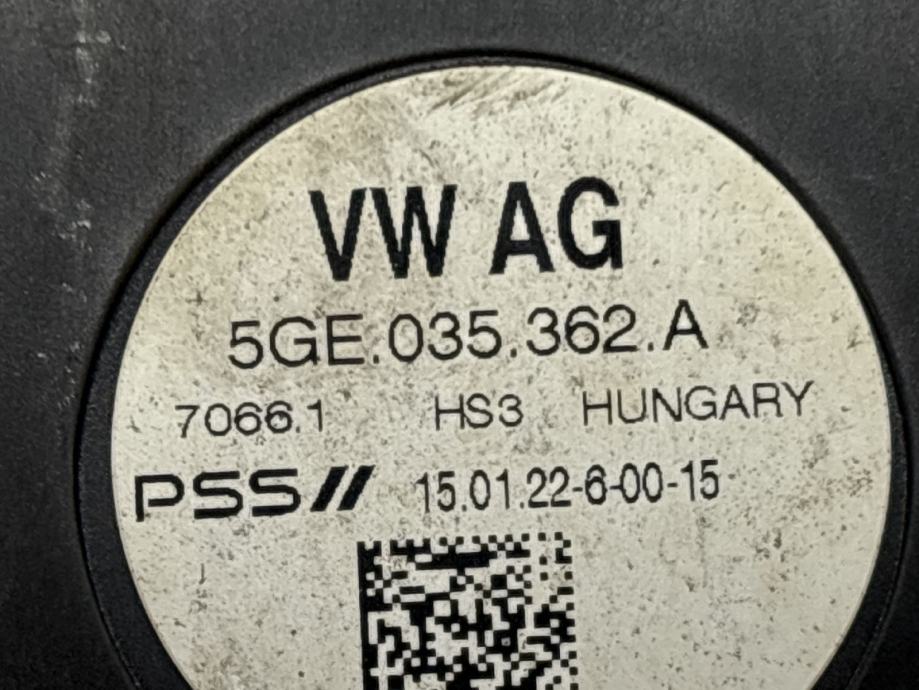 VW AG
5GE.035.362.A
7066.1 HS3 HUNGARY
PSS// 15.01.22-6-00-15